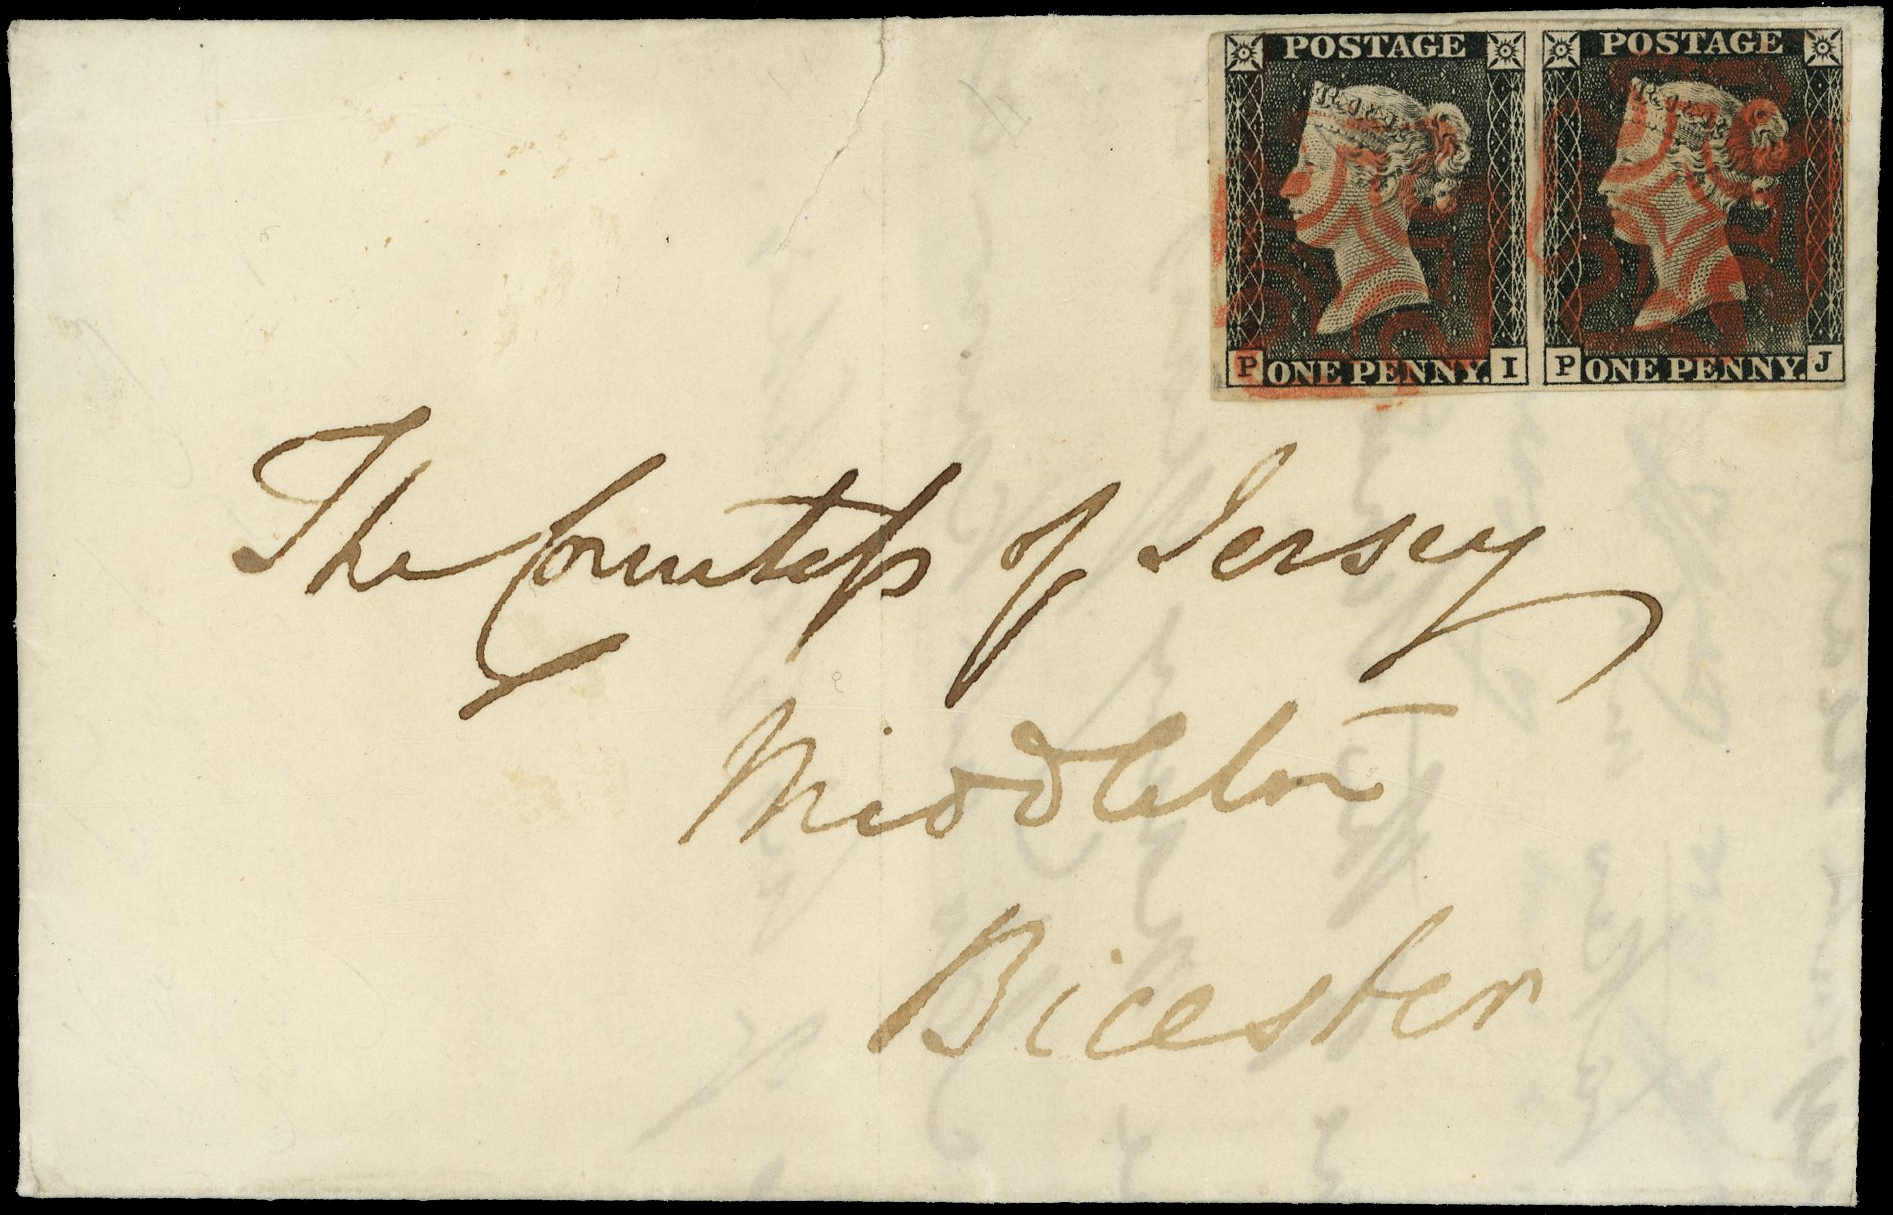 POSTAGE POSTAGE
P ONE PENNY. I P ONE PENNY. J
The Countess of Jersey
Middleton
Bicester